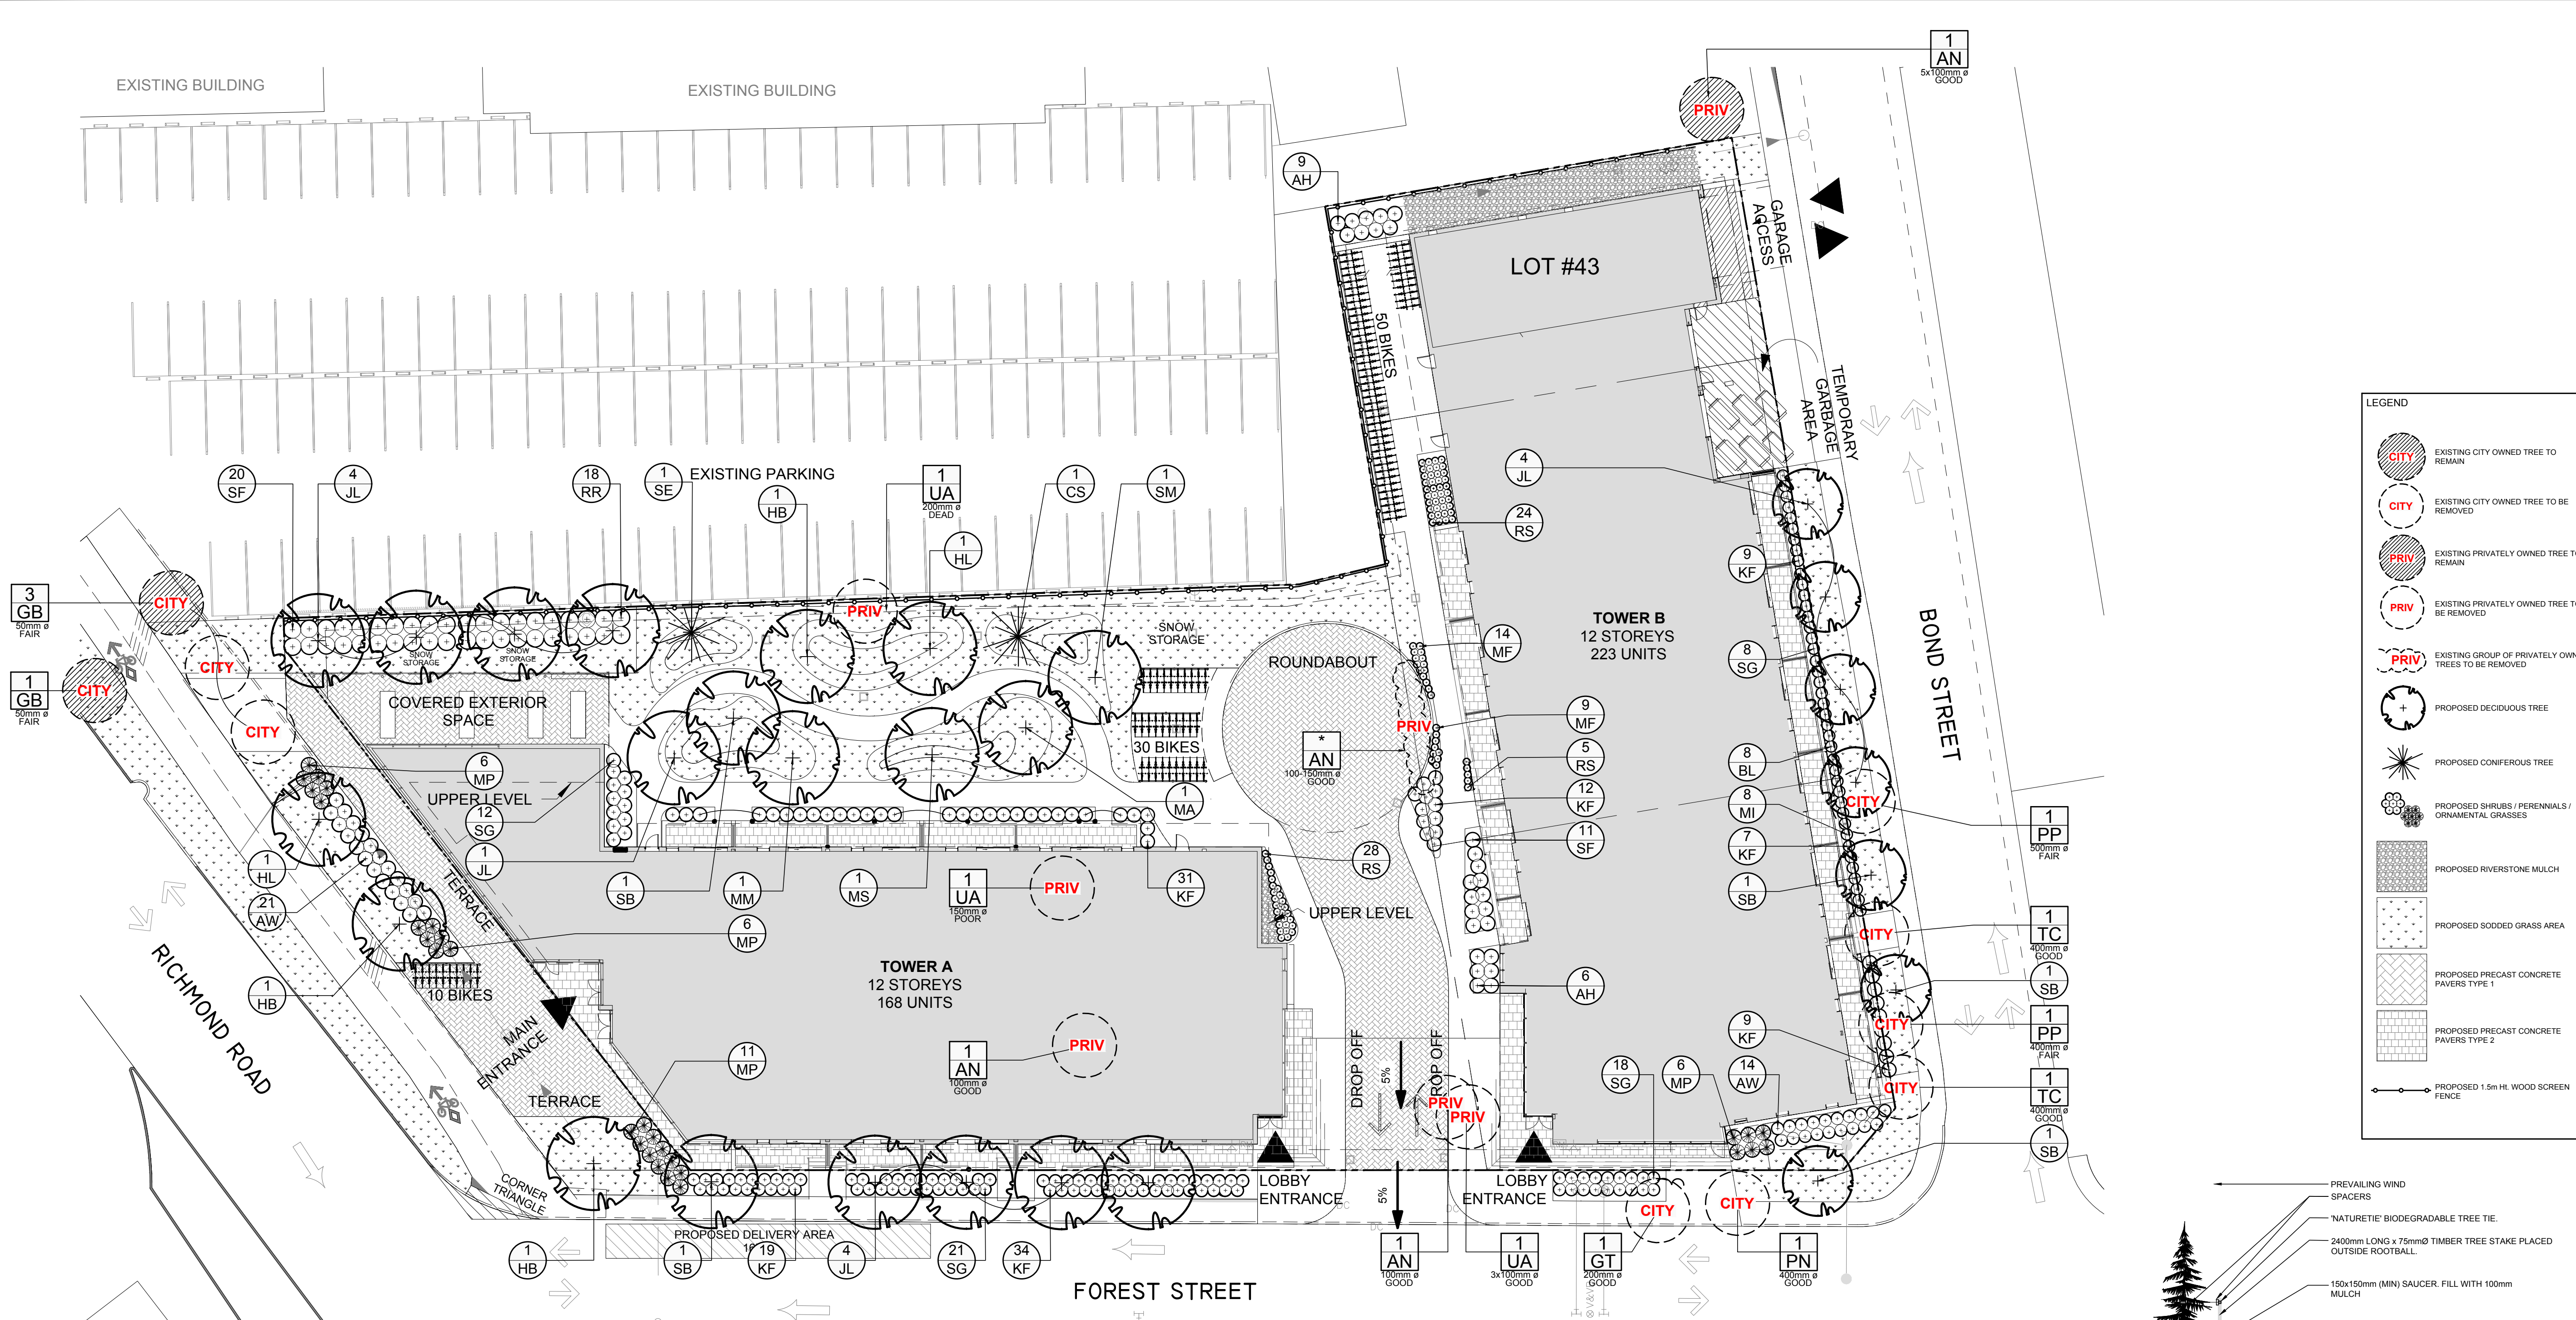 1
AN
5x100mm ø
GOOD
EXISTING BUILDING
EXISTING BUILDING
PRIV
9
AH
GARAGE
ACCESS
LOT #43
50 BIKES
TEMPORARY
GARBAGE
AREA
LEGEND
CITY
EXISTING CITY OWNED TREE TO
REMAIN
CITY
EXISTING CITY OWNED TREE TO BE
REMOVED
PRIV
EXISTING PRIVATELY OWNED TREE TO
REMAIN
PRIV
EXISTING PRIVATELY OWNED TREE TO
BE REMOVED
PRIV
EXISTING GROUP OF PRIVATELY OWN
TREES TO BE REMOVED
PROPOSED DECIDUOUS TREE
PROPOSED CONIFEROUS TREE
PROPOSED SHRUBS / PERENNIALS /
ORNAMENTAL GRASSES
PROPOSED RIVERSTONE MULCH
PROPOSED SODDED GRASS AREA
PROPOSED PRECAST CONCRETE
PAVERS TYPE 1
PROPOSED PRECAST CONCRETE
PAVERS TYPE 2
PROPOSED 1.5m Ht. WOOD SCREEN
FENCE
20
SF
4
JL
18
RR
1
SE
EXISTING PARKING
1
HB
1
UA
200mm ø
DEAD
1
HL
1
CS
1
SM
4
JL
24
RS
9
KF
3
GB
50mm ø
FAIR
CITY
CITY
1
GB
50mm ø
FAIR
CITY
CITY
SNOW
STORAGE
SNOW
STORAGE
PRIV
SNOW
STORAGE
COVERED EXTERIOR
SPACE
ROUNDABOUT
14
MF
TOWER B
12 STOREYS
223 UNITS
8
SG
BOND STREET
30 BIKES
PRIV
*
AN
100-150mm ø
GOOD
9
MF
5
RS
12
KF
11
SF
8
BL
8
MI
7
KF
1
SB
CITY
1
PP
500mm ø
FAIR
6
MP
UPPER LEVEL
12
SG
1
JL
1
MA
1
HL
21
AW
TERRACE
1
SB
1
MM
1
MS
1
UA
150mm ø
POOR
PRIV
31
KF
28
RS
UPPER LEVEL
CITY
1
TC
400mm ø
GOOD
1
SB
6
MP
1
HB
10 BIKES
TOWER A
12 STOREYS
168 UNITS
6
AH
RICHMOND ROAD
MAIN
ENTRANCE
TERRACE
11
MP
1
AN
100mm ø
GOOD
PRIV
DROP OFF
5%
DROP OFF
PRIV
PRIV
18
SG
6
MP
14
AW
9
KF
CITY
1
PP
400mm ø
FAIR
CITY
1
TC
400mm ø
GOOD
1
SB
CORNER
TRIANGLE
LOBBY
ENTRANCE
5%
LOBBY
ENTRANCE
DC
DC
DC
CITY
CITY
PROPOSED DELIVERY AREA
1
HB
1
SB
19
KF
4
JL
21
SG
34
KF
1
AN
100mm ø
GOOD
1
UA
3x100mm ø
GOOD
1
GT
200mm ø
GOOD
1
PN
400mm ø
GOOD
V&V
FOREST STREET
PREVAILING WIND
SPACERS
'NATURETIE' BIODEGRADABLE TREE TIE.
2400mm LONG x 75mmØ TIMBER TREE STAKE PLACED
OUTSIDE ROOTBALL.
150x150mm (MIN) SAUCER. FILL WITH 100mm
MULCH